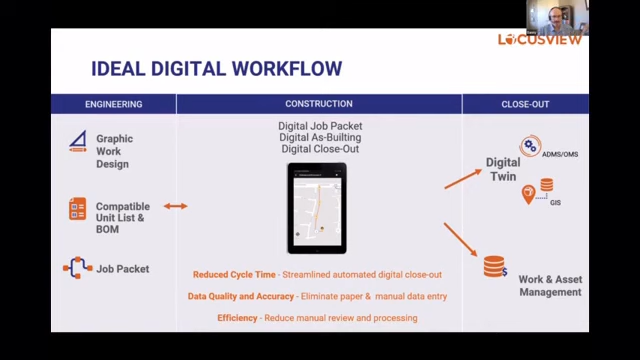 LOCUSVIEW
IDEAL DIGITAL WORKFLOW
ENGINEERING
CONSTRUCTION
CLOSE-OUT
Graphic
Work
Design
Compatible
Unit List &
BOM
Job Packet
Digital Job Packet
Digital As-Building
Digital Close-Out
Reduced Cycle Time - Streamlined automated digital close-out
Data Quality and Accuracy - Eliminate paper & manual data entry
Efficiency - Reduce manual review and processing
Digital
Twin
ADMS/OMS
GIS
$
Work & Asset
Management